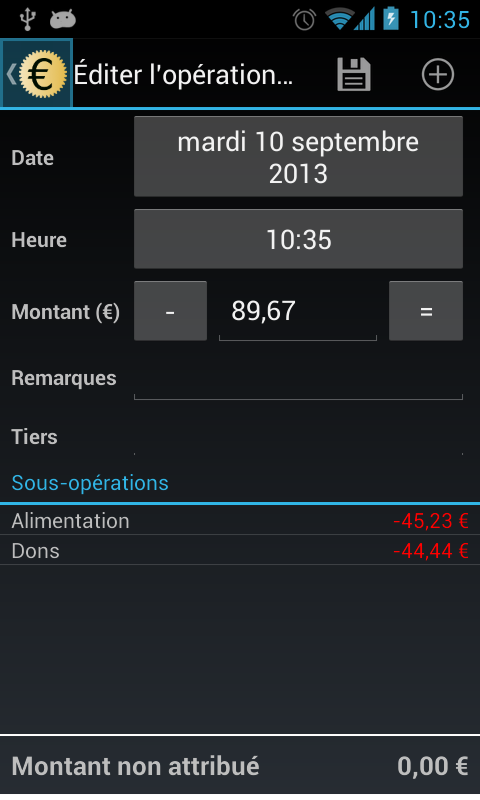 10:35
€ Éditer l'opération...
Date
mardi 10 septembre
2013
Heure
10:35
Montant (€)
-
89,67
=
Remarques
Tiers
Sous-opérations
Alimentation -45,23 €
Dons -44,44 €
Montant non attribué 0,00 €